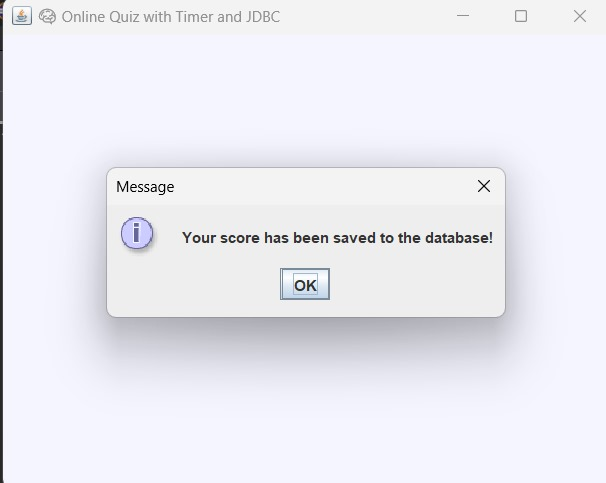 Online Quiz with Timer and JDBC
Message
i
Your score has been saved to the database!
OK